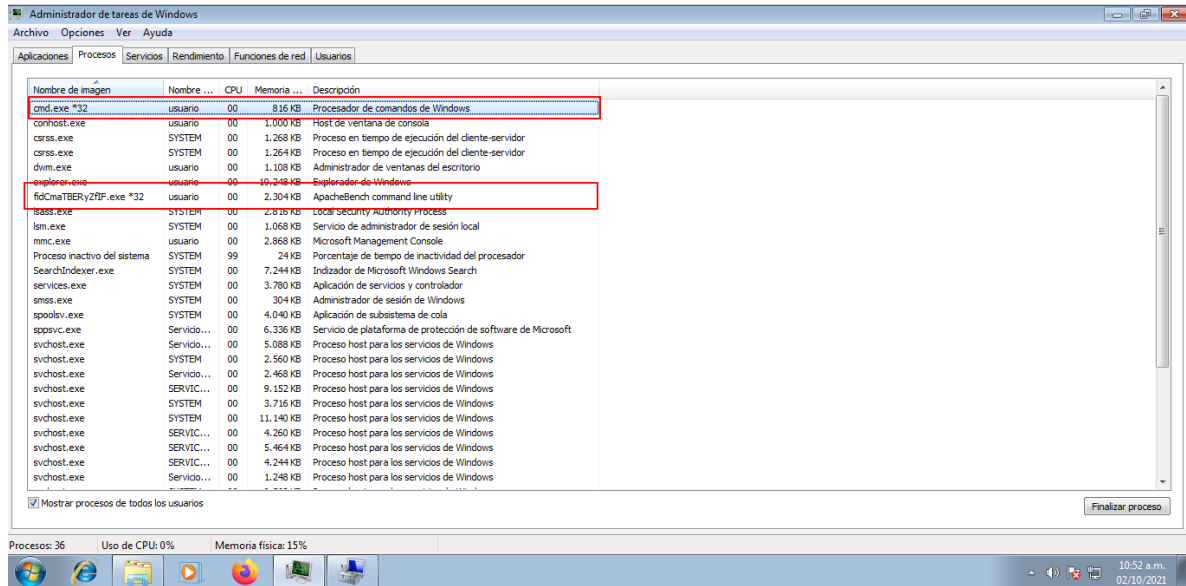 Administrador de tareas de Windows
Archivo Opciones Ver Ayuda
Aplicaciones Procesos Servicios Rendimiento Funciones de red Usuarios
Nombre de imagen Nombre ... CPU Memoria ... Descripción
cmd.exe *32 usuario 00 816 KB Procesador de comandos de Windows
conhost.exe usuario 00 1.000 KB Host de ventana de consola
csrss.exe SYSTEM 00 1.268 KB Proceso en tiempo de ejecución del cliente-servidor
csrss.exe SYSTEM 00 1.264 KB Proceso en tiempo de ejecución del cliente-servidor
dwm.exe usuario 00 1.108 KB Administrador de ventanas del escritorio
explorer.exe usuario 00 19.248 KB Explorador de Windows
fidCmaTBERyZfIF.exe *32 usuario 00 2.304 KB ApacheBench command line utility
lsass.exe SYSTEM 00 2.816 KB Local Security Authority Process
lsm.exe SYSTEM 00 1.068 KB Servicio de administrador de sesión local
mmc.exe usuario 00 2.868 KB Microsoft Management Console
Proceso inactivo del sistema SYSTEM 99 24 KB Porcentaje de tiempo de inactividad del procesador
SearchIndexer.exe SYSTEM 00 7.244 KB Indizador de Microsoft Windows Search
services.exe SYSTEM 00 3.780 KB Aplicación de servicios y controlador
smss.exe SYSTEM 00 304 KB Administrador de sesión de Windows
spoolsv.exe SYSTEM 00 4.040 KB Aplicación de subsistema de cola
sppsvc.exe Servicio... 00 6.336 KB Servicio de plataforma de protección de software de Microsoft
svchost.exe Servicio... 00 5.088 KB Proceso host para los servicios de Windows
svchost.exe SYSTEM 00 2.560 KB Proceso host para los servicios de Windows
svchost.exe Servicio... 00 2.468 KB Proceso host para los servicios de Windows
svchost.exe SERVIC... 00 9.152 KB Proceso host para los servicios de Windows
svchost.exe SYSTEM 00 3.716 KB Proceso host para los servicios de Windows
svchost.exe SYSTEM 00 11.140 KB Proceso host para los servicios de Windows
svchost.exe SERVIC... 00 4.260 KB Proceso host para los servicios de Windows
svchost.exe SERVIC... 00 5.464 KB Proceso host para los servicios de Windows
svchost.exe SERVIC... 00 4.244 KB Proceso host para los servicios de Windows
svchost.exe Servicio... 00 1.248 KB Proceso host para los servicios de Windows
Mostrar procesos de todos los usuarios
Finalizar proceso
Procesos: 36 Uso de CPU: 0% Memoria física: 15%
10:52 a.m.
02/10/2021